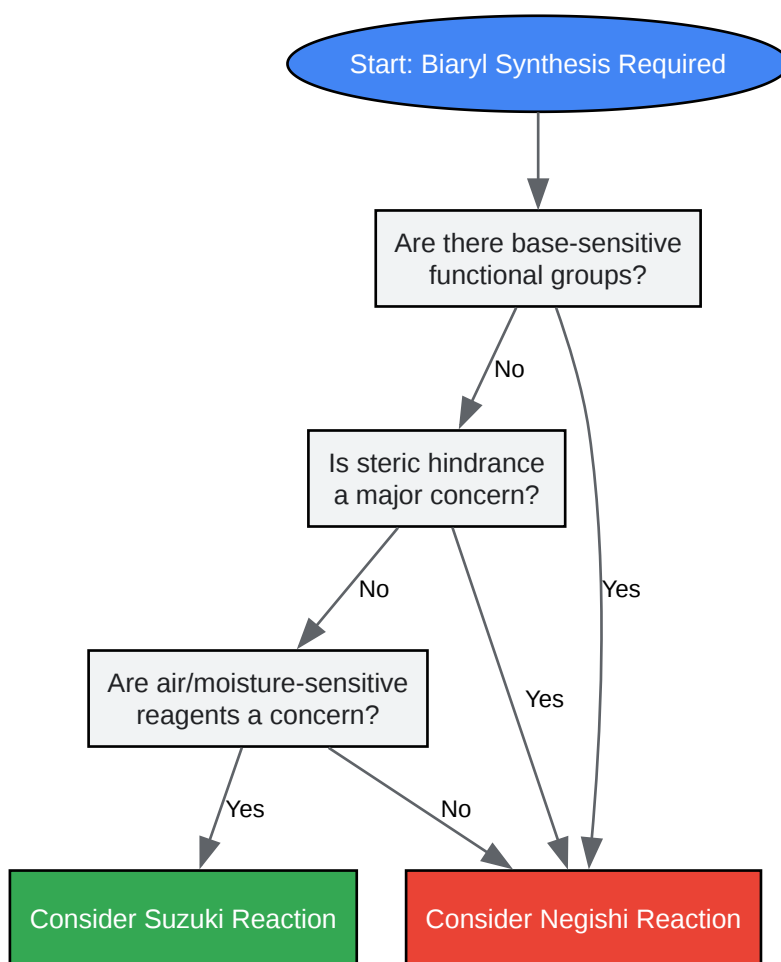 Start: Biaryl Synthesis Required
Are there base-sensitive
functional groups?
No
Is steric hindrance
a major concern?
No
Yes
Are air/moisture-sensitive
reagents a concern?
Yes
Yes
No
Consider Suzuki Reaction
Consider Negishi Reaction